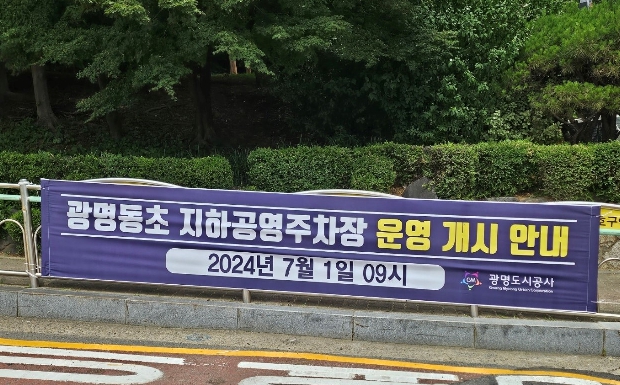 광명동초 지하공영주차장 운영 개시 안내
2024년 7월 1일 09시
GM 광명도시공사